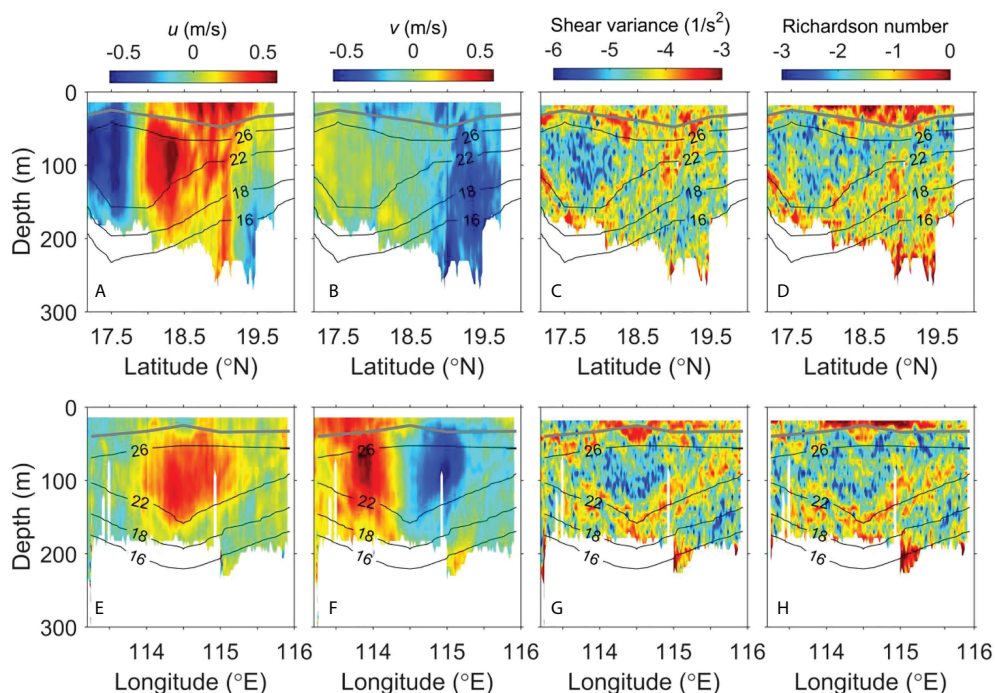 u (m/s) v (m/s) Shear variance (1/s²) Richardson number
-0.5 0 0.5 -0.5 0 0.5 -6 -5 -4 -3 -3 -2 -1 0
0
100
200
300
Depth (m)
26 22 18 16
26 22 18 16
26 22 18 16
26 22 18 16
A B C D
17.5 18.5 19.5 17.5 18.5 19.5 17.5 18.5 19.5 17.5 18.5 19.5
Latitude (°N) Latitude (°N) Latitude (°N) Latitude (°N)
0
100
200
300
Depth (m)
26 22 18 16
26 22 18 16
26 22 18 16
26 22 18 16
E F G H
114 115 116 114 115 116 114 115 116 114 115 116
Longitude (°E) Longitude (°E) Longitude (°E) Longitude (°E)